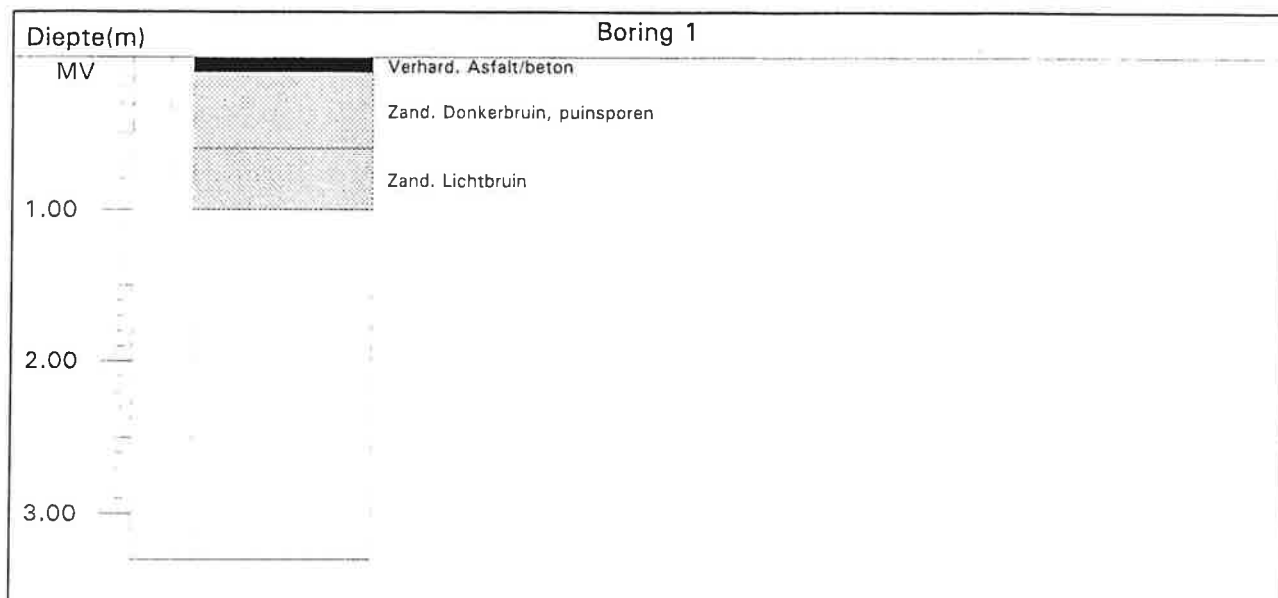 Boring 1
Diepte(m)
MV
Verhard. Asfalt/beton
Zand. Donkerbruin, puinsporen
Zand. Lichtbruin
1.00
2.00
3.00